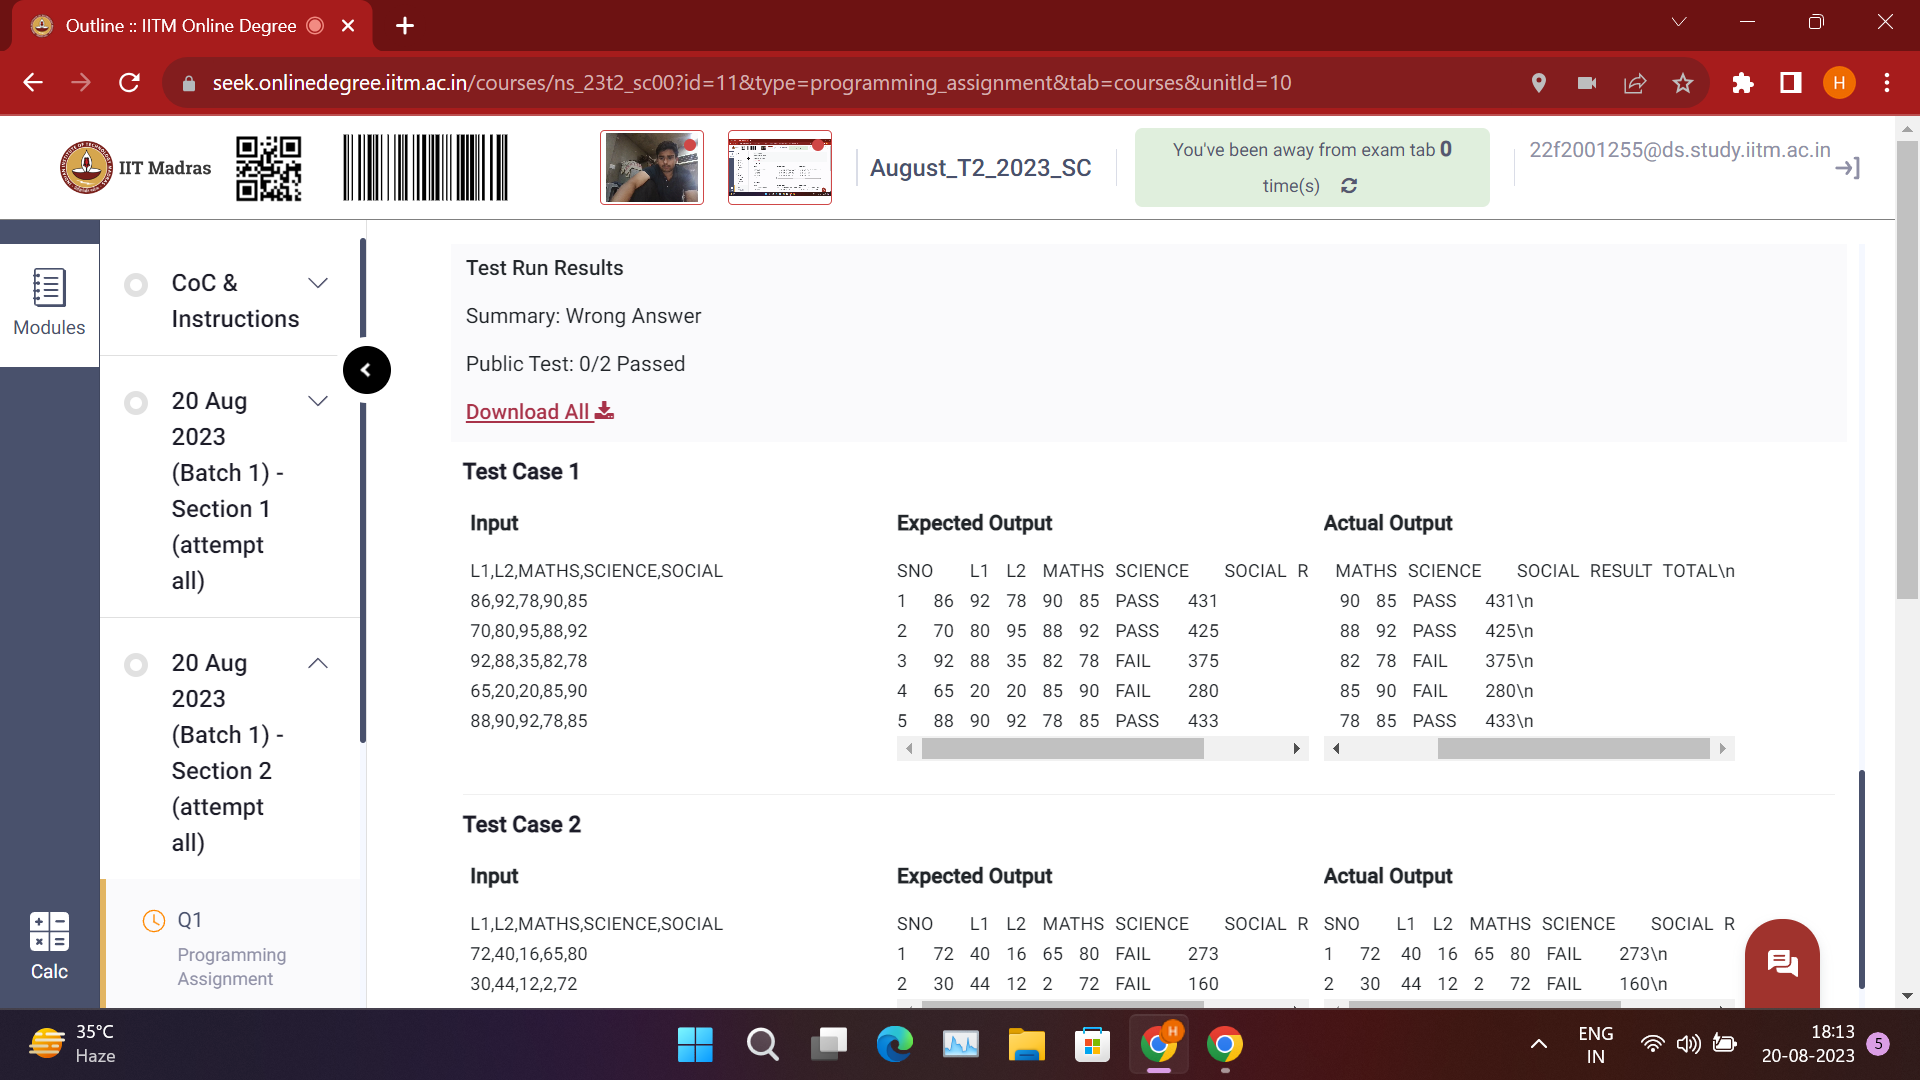 Outline :: IITM Online Degree
seek.onlinedegree.iitm.ac.in/courses/ns_23t2_sc00?id=11&type=programming_assignment&tab=courses&unitId=10
H
IIT Madras
August_T2_2023_SC
You've been away from exam tab 0
time(s)
22f2001255@ds.study.iitm.ac.in
Modules
CoC &
Instructions
20 Aug
2023
(Batch 1) -
Section 1
(attempt
all)
20 Aug
2023
(Batch 1) -
Section 2
(attempt
all)
Q1
Programming
Assignment
Calc
Test Run Results
Summary: Wrong Answer
Public Test: 0/2 Passed
Download All
Test Case 1
Input
L1,L2,MATHS,SCIENCE,SOCIAL
86,92,78,90,85
70,80,95,88,92
92,88,35,82,78
65,20,20,85,90
88,90,92,78,85
Expected Output
SNO L1 L2 MATHS SCIENCE SOCIAL R
1 86 92 78 90 85 PASS 431
2 70 80 95 88 92 PASS 425
3 92 88 35 82 78 FAIL 375
4 65 20 20 85 90 FAIL 280
5 88 90 92 78 85 PASS 433
Actual Output
MATHS SCIENCE SOCIAL RESULT TOTAL\n
90 85 PASS 431\n
88 92 PASS 425\n
82 78 FAIL 375\n
85 90 FAIL 280\n
78 85 PASS 433\n
Test Case 2
Input
L1,L2,MATHS,SCIENCE,SOCIAL
72,40,16,65,80
30,44,12,2,72
Expected Output
SNO L1 L2 MATHS SCIENCE SOCIAL R
1 72 40 16 65 80 FAIL 273
2 30 44 12 2 72 FAIL 160
Actual Output
SNO L1 L2 MATHS SCIENCE SOCIAL R
1 72 40 16 65 80 FAIL 273\n
2 30 44 12 2 72 FAIL 160\n
35°C
Haze
H
ENG
IN
18:13
20-08-2023
5